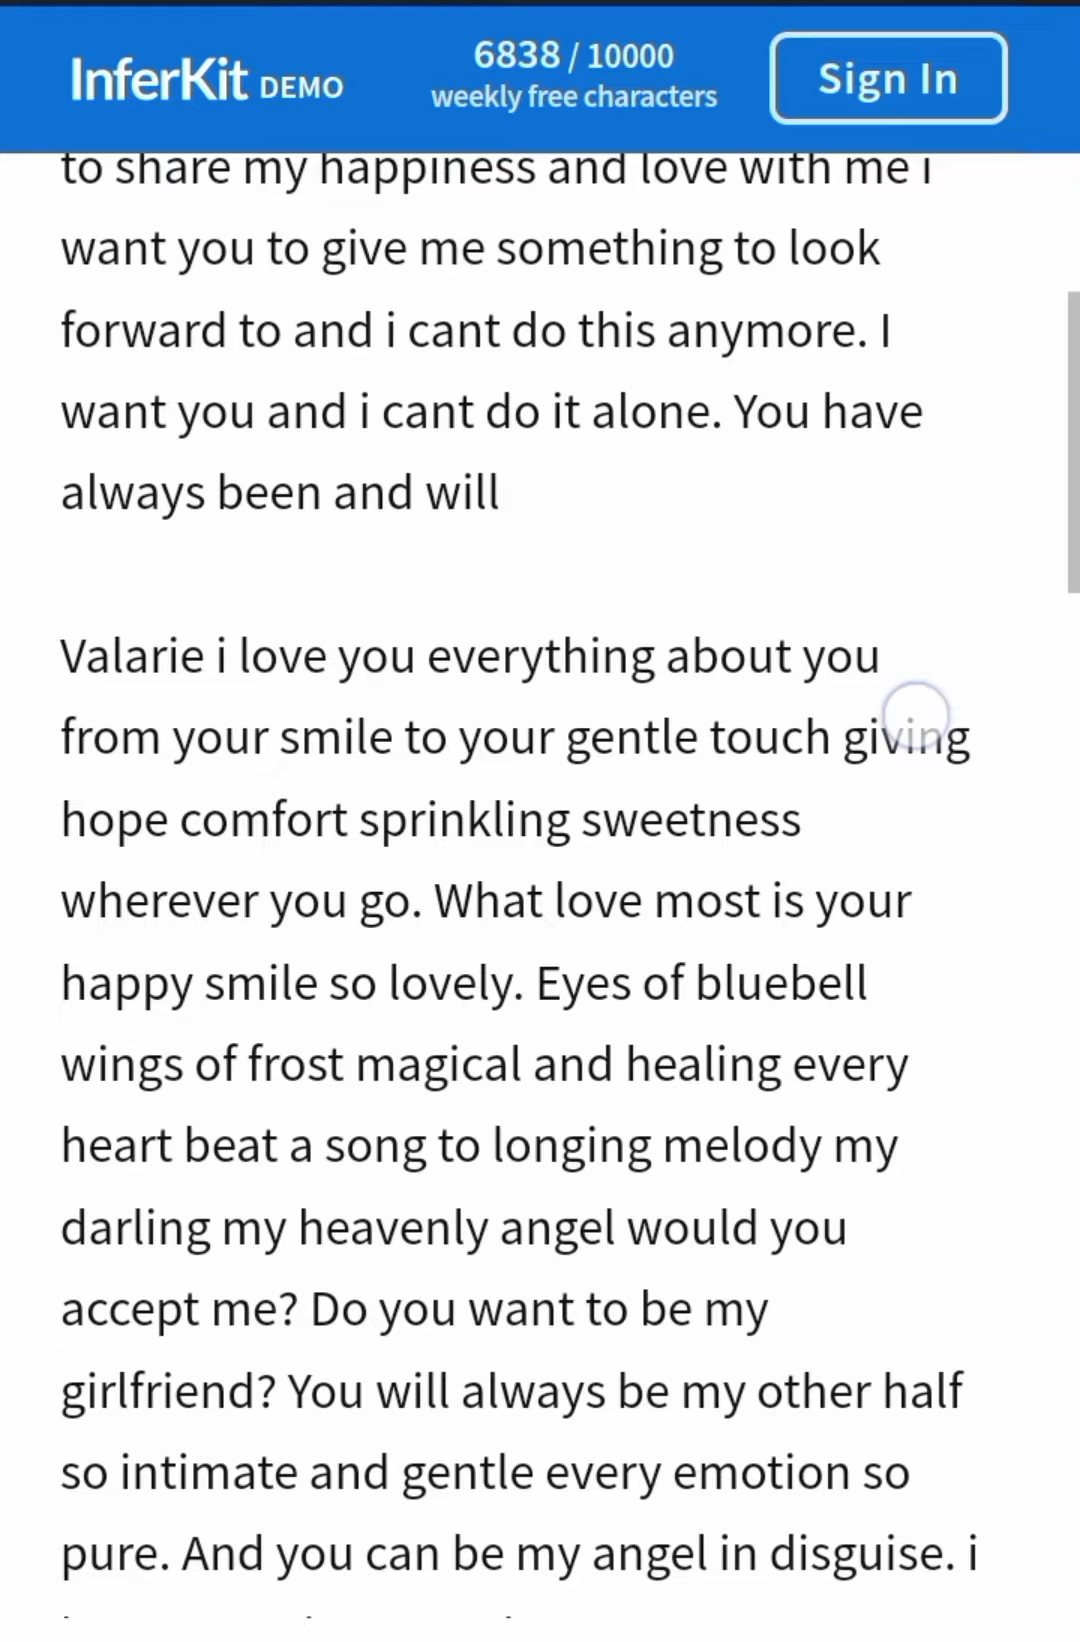 InferKit DEMO
6838 / 10000
weekly free characters
Sign In
to share my happiness and love with me i
want you to give me something to look
forward to and i cant do this anymore. I
want you and i cant do it alone. You have
always been and will
Valarie i love you everything about you
from your smile to your gentle touch giving
hope comfort sprinkling sweetness
wherever you go. What love most is your
happy smile so lovely. Eyes of bluebell
wings of frost magical and healing every
heart beat a song to longing melody my
darling my heavenly angel would you
accept me? Do you want to be my
girlfriend? You will always be my other half
so intimate and gentle every emotion so
pure. And you can be my angel in disguise. i